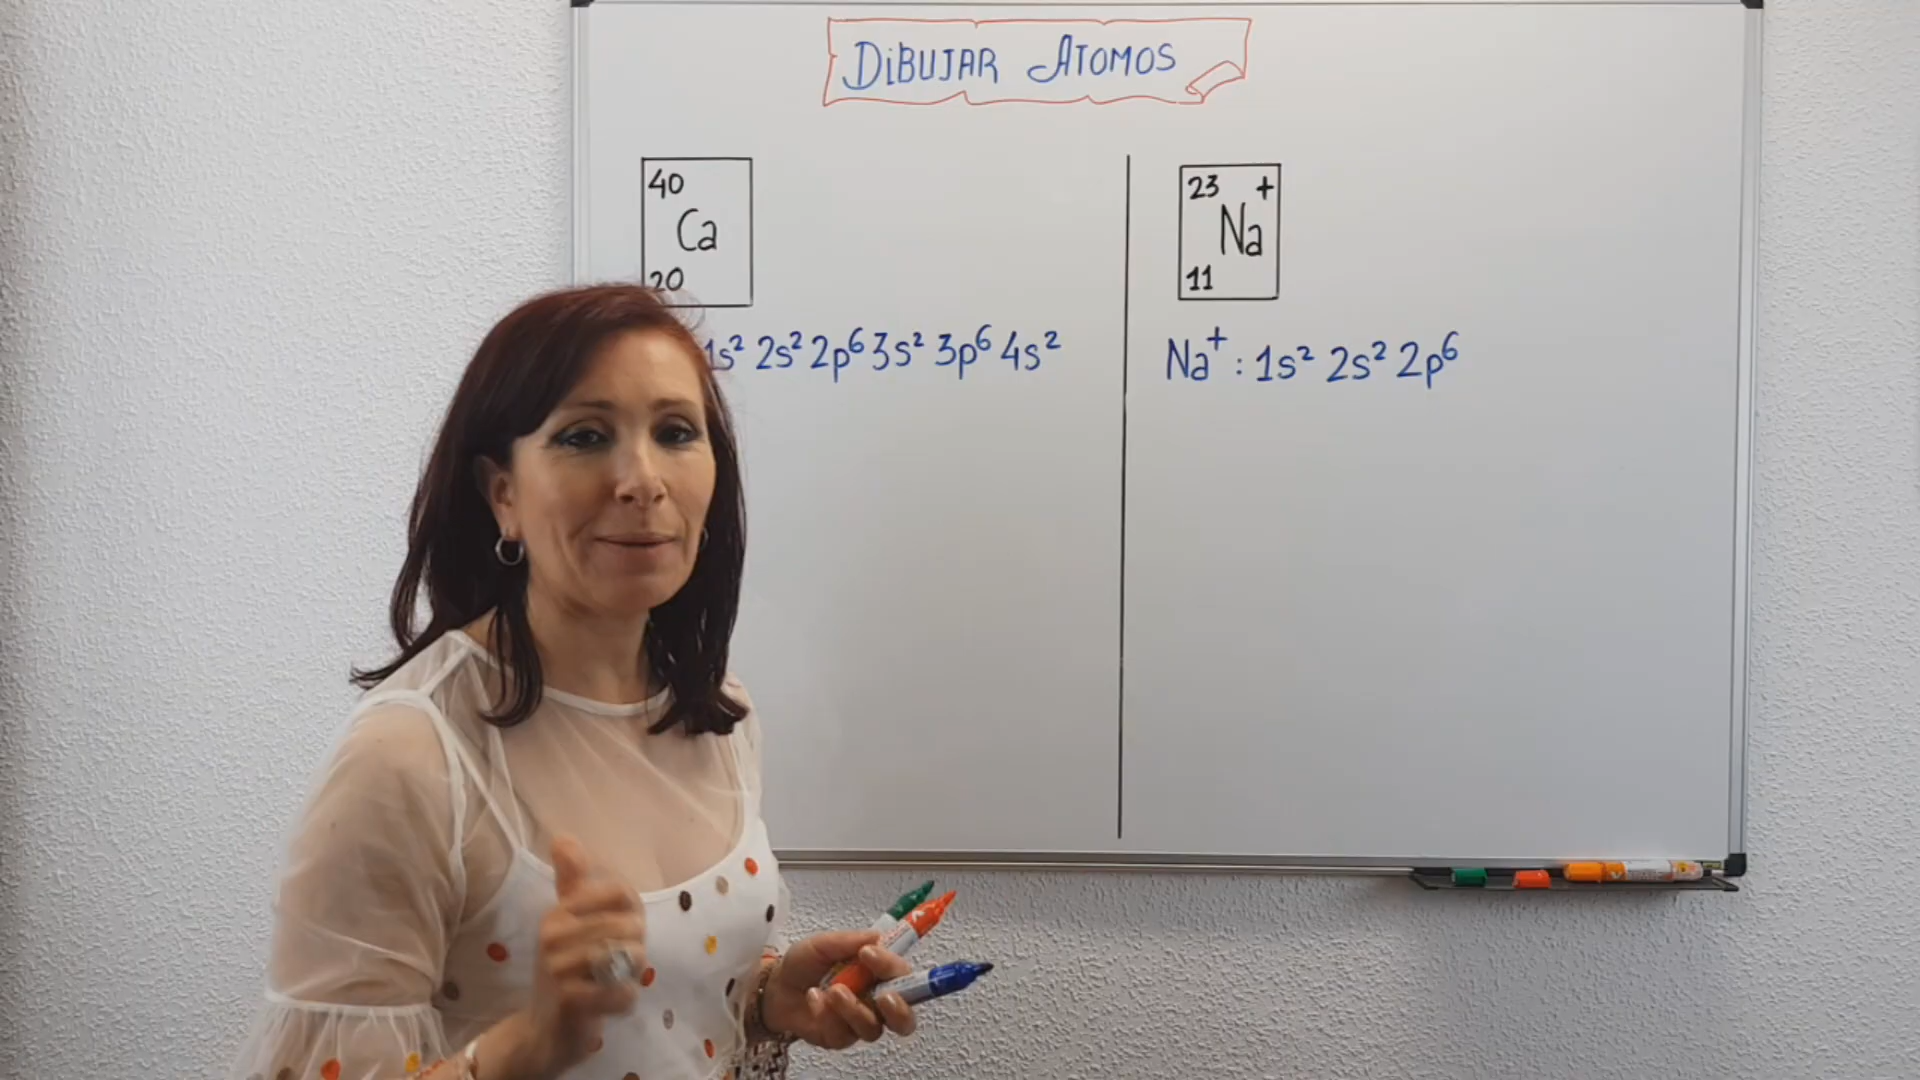 DiBUJAR ATOMOS
40
Ca
20
1s² 2s² 2p⁶ 3s² 3p⁶ 4s²
23 +
Na
11
Na⁺ : 1s² 2s² 2p⁶